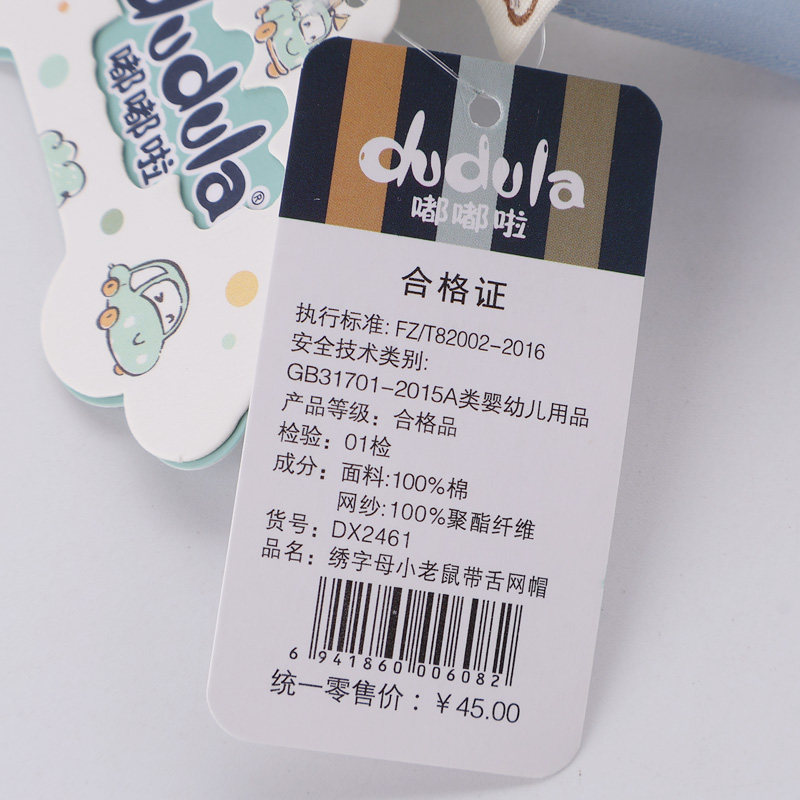 dudula
嘟嘟啦
®
dudula
嘟嘟啦
合格证
执行标准: FZ/T82002-2016
安全技术类别:
GB31701-2015A类婴幼儿用品
产品等级: 合格品
检验: 01检
成分: 面料:100%棉
网纱:100%聚酯纤维
货号: DX2461
品名: 绣字母小老鼠带舌网帽
6 941860 006082
统一零售价: ¥45.00